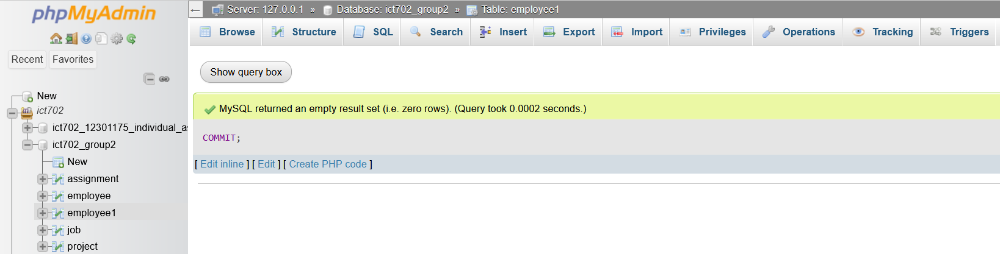 phpMyAdmin
Recent Favorites
New
ict702
ict702_12301175_individual_a
ict702_group2
New
assignment
employee
employee1
job
project
← Server: 127.0.0.1 » Database: ict702_group2 » Table: employee1
Browse Structure SQL Search Insert Export Import Privileges Operations Tracking Triggers
Show query box
MySQL returned an empty result set (i.e. zero rows). (Query took 0.0002 seconds.)
COMMIT;
[ Edit inline ] [ Edit ] [ Create PHP code ]